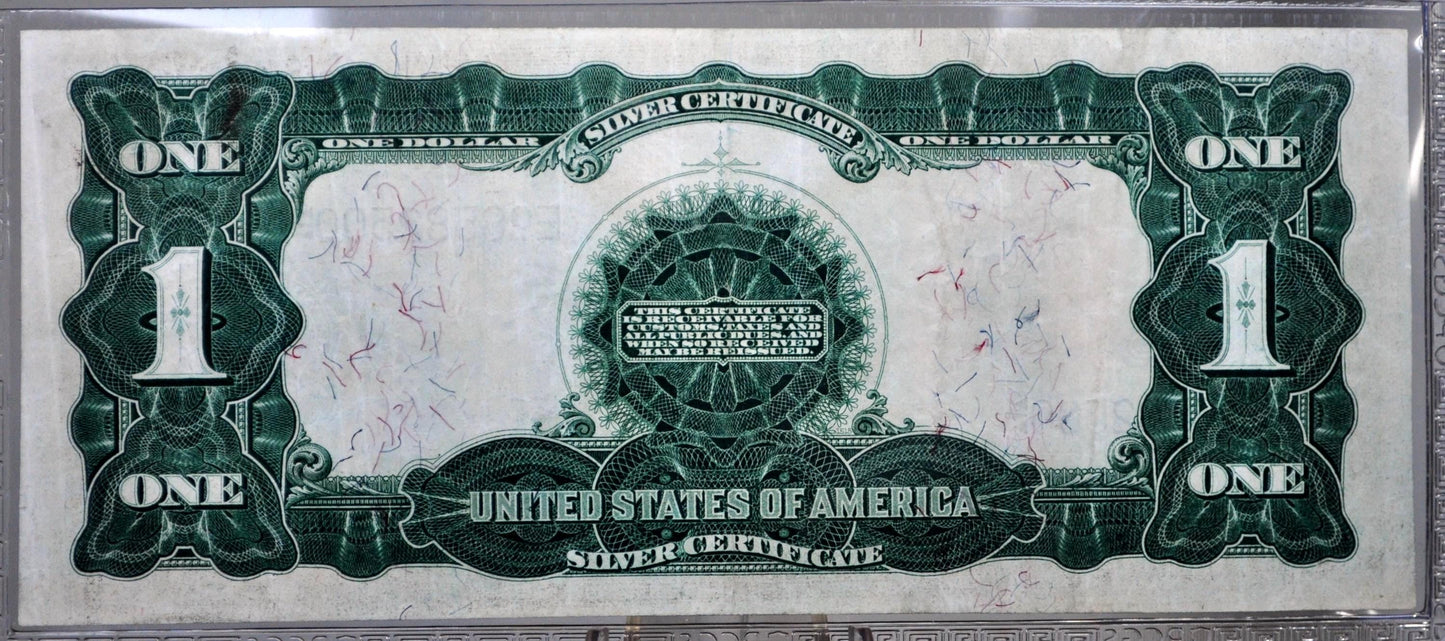 SILVER CERTIFICATE
ONE DOLLAR
ONE DOLLAR
ONE
ONE
1
1
THIS CERTIFICATE
IS RECEIVABLE FOR
CUSTOMS, TAXES AND
ALL PUBLIC DUES, AND
WHEN SO RECEIVED
MAY BE REISSUED.
ONE
ONE
UNITED STATES OF AMERICA
SILVER CERTIFICATE